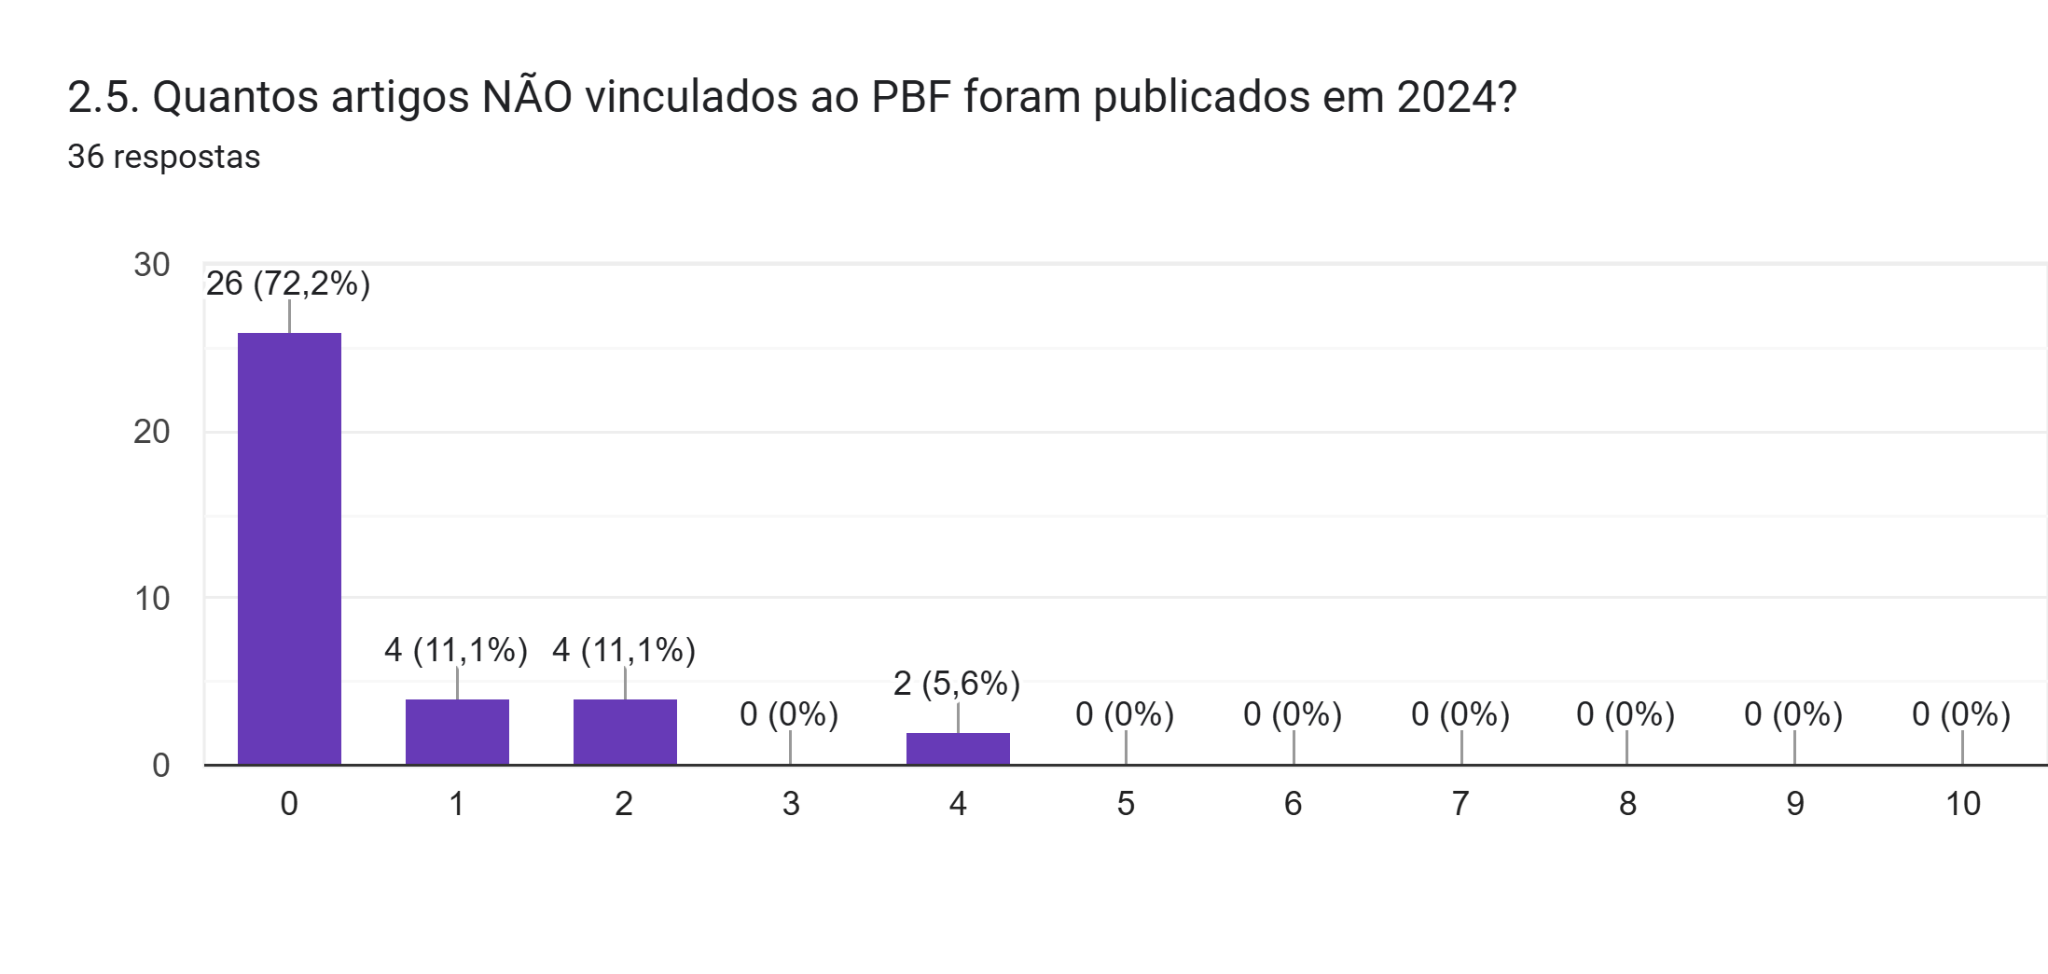 2.5. Quantos artigos NÃO vinculados ao PBF foram publicados em 2024?
36 respostas
30
26 (72,2%)
20
10
4 (11,1%) 4 (11,1%)
2 (5,6%)
0 (0%) 0 (0%) 0 (0%) 0 (0%) 0 (0%) 0 (0%) 0 (0%)
0
0 1 2 3 4 5 6 7 8 9 10